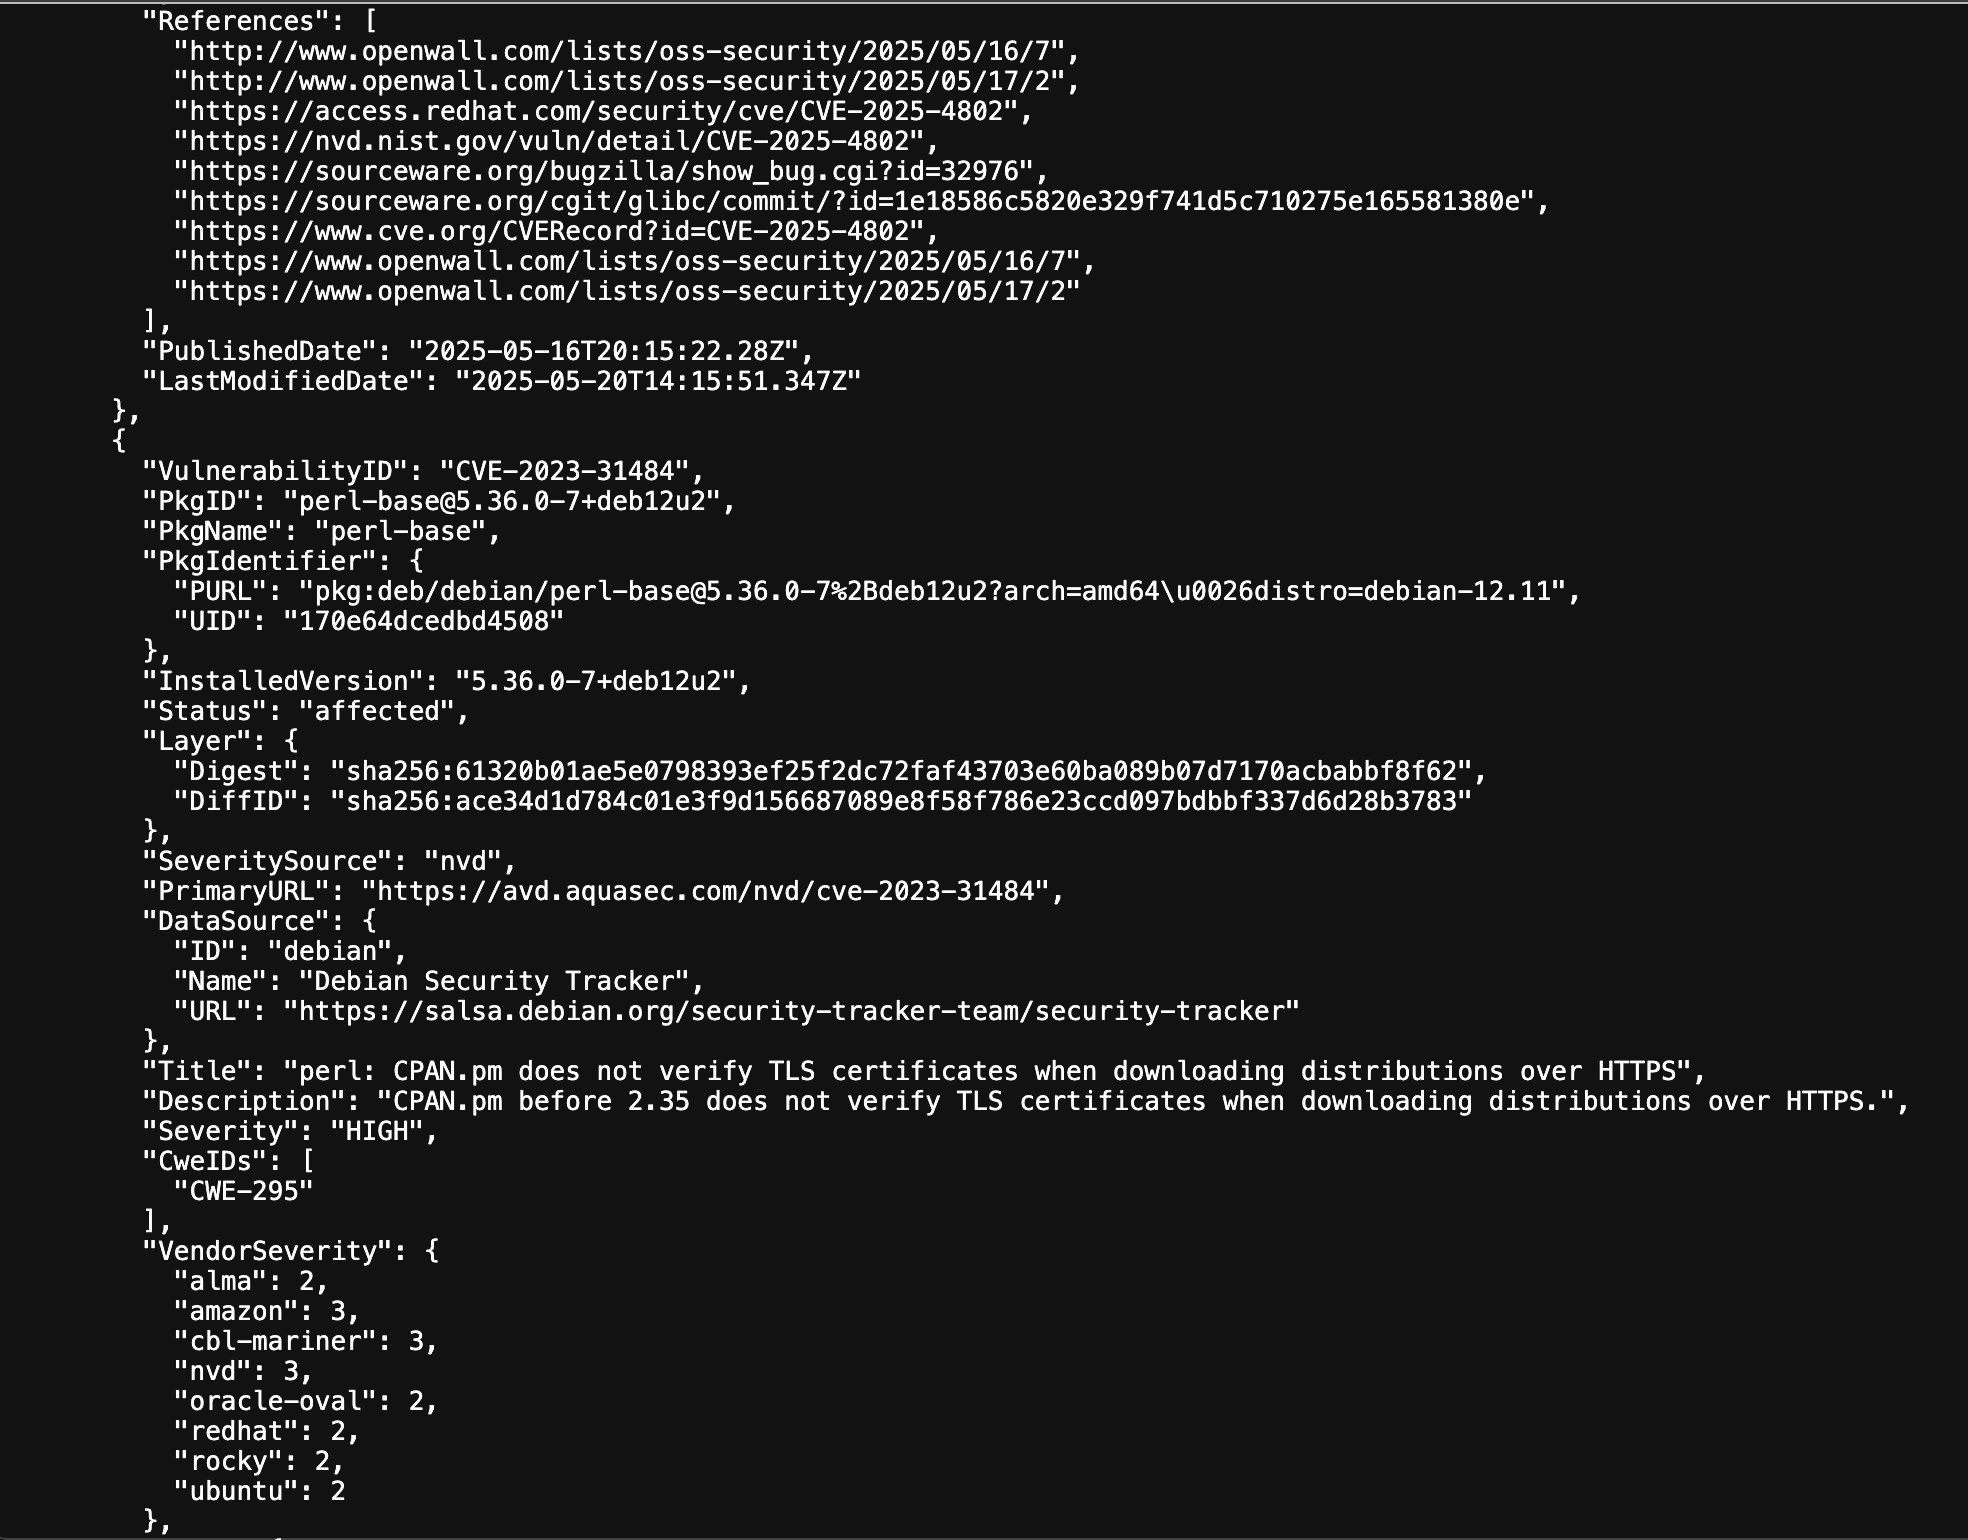 "References": [
"http://www.openwall.com/lists/oss-security/2025/05/16/7",
"http://www.openwall.com/lists/oss-security/2025/05/17/2",
"https://access.redhat.com/security/cve/CVE-2025-4802",
"https://nvd.nist.gov/vuln/detail/CVE-2025-4802",
"https://sourceware.org/bugzilla/show_bug.cgi?id=32976",
"https://sourceware.org/cgit/glibc/commit/?id=1e18586c5820e329f741d5c710275e165581380e",
"https://www.cve.org/CVERecord?id=CVE-2025-4802",
"https://www.openwall.com/lists/oss-security/2025/05/16/7",
"https://www.openwall.com/lists/oss-security/2025/05/17/2"
],
"PublishedDate": "2025-05-16T20:15:22.28Z",
"LastModifiedDate": "2025-05-20T14:15:51.347Z"
},
{
"VulnerabilityID": "CVE-2023-31484",
"PkgID": "perl-base@5.36.0-7+deb12u2",
"PkgName": "perl-base",
"PkgIdentifier": {
"PURL": "pkg:deb/debian/perl-base@5.36.0-7%2Bdeb12u2?arch=amd64\u0026distro=debian-12.11",
"UID": "170e64dcedbd4508"
},
"InstalledVersion": "5.36.0-7+deb12u2",
"Status": "affected",
"Layer": {
"Digest": "sha256:61320b01ae5e0798393ef25f2dc72faf43703e60ba089b07d7170acbabbf8f62",
"DiffID": "sha256:ace34d1d784c01e3f9d156687089e8f58f786e23ccd097bdbbf337d6d28b3783"
},
"SeveritySource": "nvd",
"PrimaryURL": "https://avd.aquasec.com/nvd/cve-2023-31484",
"DataSource": {
"ID": "debian",
"Name": "Debian Security Tracker",
"URL": "https://salsa.debian.org/security-tracker-team/security-tracker"
},
"Title": "perl: CPAN.pm does not verify TLS certificates when downloading distributions over HTTPS",
"Description": "CPAN.pm before 2.35 does not verify TLS certificates when downloading distributions over HTTPS.",
"Severity": "HIGH",
"CweIDs": [
"CWE-295"
],
"VendorSeverity": {
"alma": 2,
"amazon": 3,
"cbl-mariner": 3,
"nvd": 3,
"oracle-oval": 2,
"redhat": 2,
"rocky": 2,
"ubuntu": 2
},